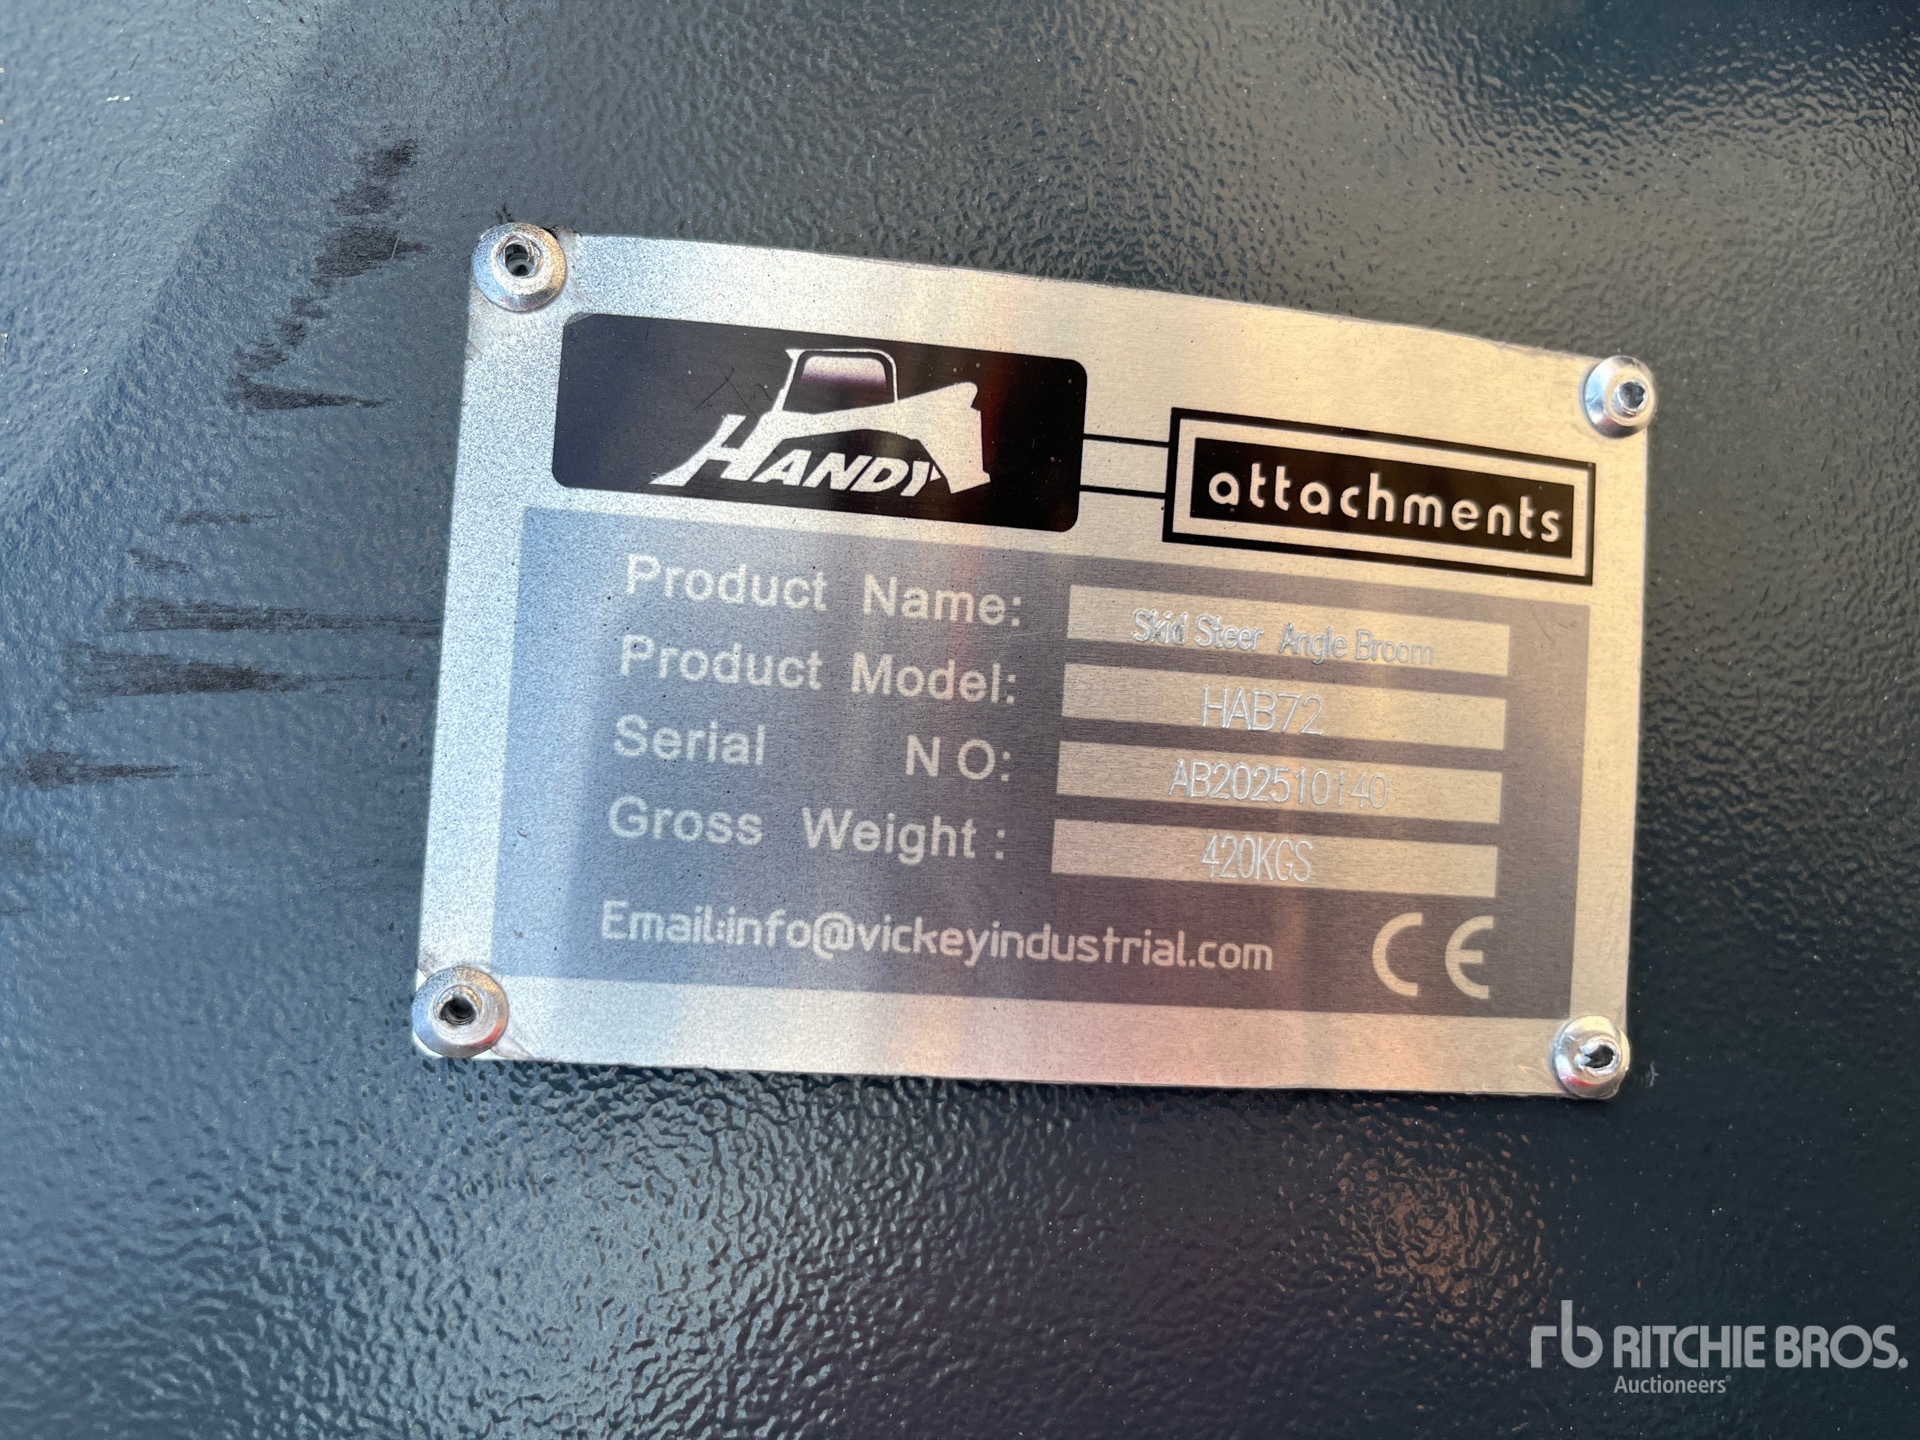 HANDY
attachments
Product Name: Skid Steer Angle Broom
Product Model: HAB72
Serial N O: AB202510140
Gross Weight : 420KGS
Email:info@vickeyindustrial.com CE
rb RITCHIE BROS.
Auctioneers